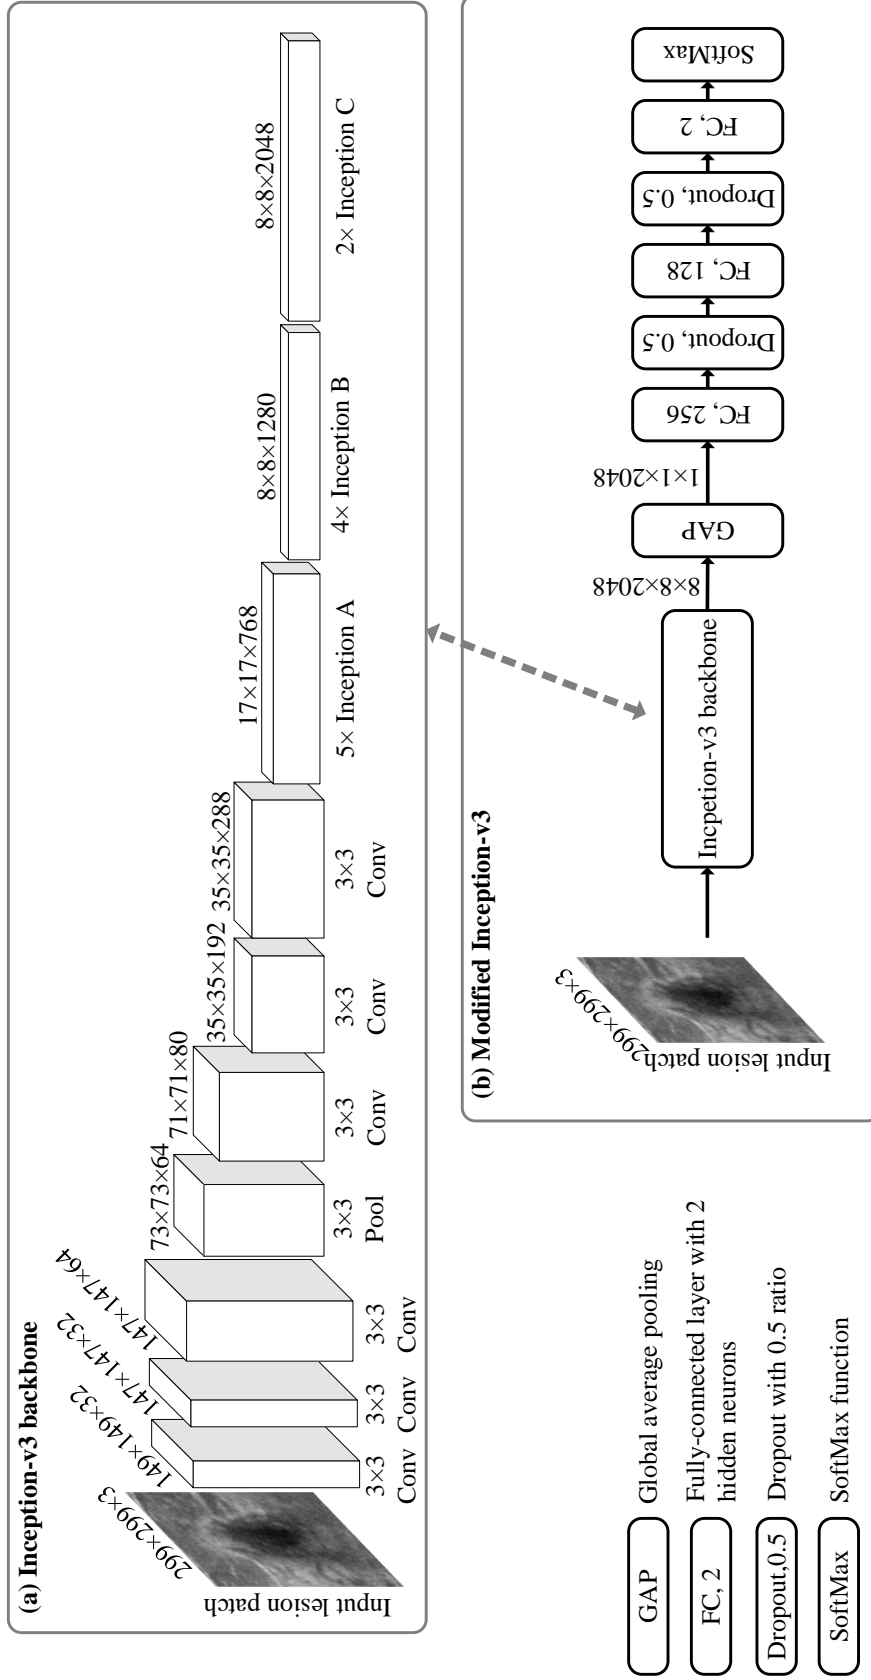 (a) Inception-v3 backbone
299×299×3
149×149×32
147×147×32
147×147×64
73×73×64
71×71×80
35×35×192
35×35×288
17×17×768
8×8×1280
8×8×2048
Input lesion patch
3×3
Conv
3×3
Conv
3×3
Conv
3×3
Pool
3×3
Conv
3×3
Conv
3×3
Conv
5× Inception A
4× Inception B
2× Inception C
(b) Modified Inception-v3
299×299×3
Input lesion patch
Incpetion-v3 backbone
8×8×2048
GAP
1×1×2048
FC, 256
Dropout, 0.5
FC, 128
Dropout, 0.5
FC, 2
SoftMax
GAP
Global average pooling
FC, 2
Fully-connected layer with 2
hidden neurons
Dropout,0.5
Dropout with 0.5 ratio
SoftMax
SoftMax function